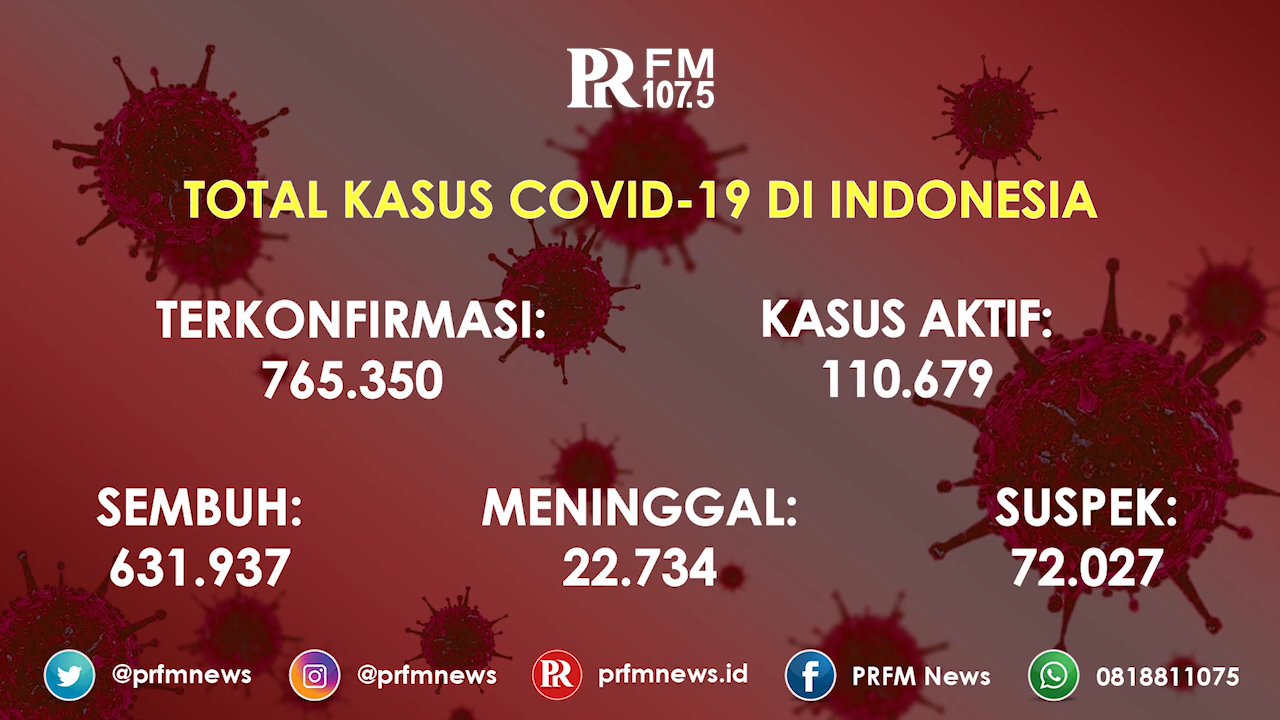 PRFM
107.5
TOTAL KASUS COVID-19 DI INDONESIA
TERKONFIRMASI:
765.350
KASUS AKTIF:
110.679
SEMBUH:
631.937
MENINGGAL:
22.734
SUSPEK:
72.027
@prfmnews
@prfmnews
PR
prfmnews.id
PRFM News
0818811075